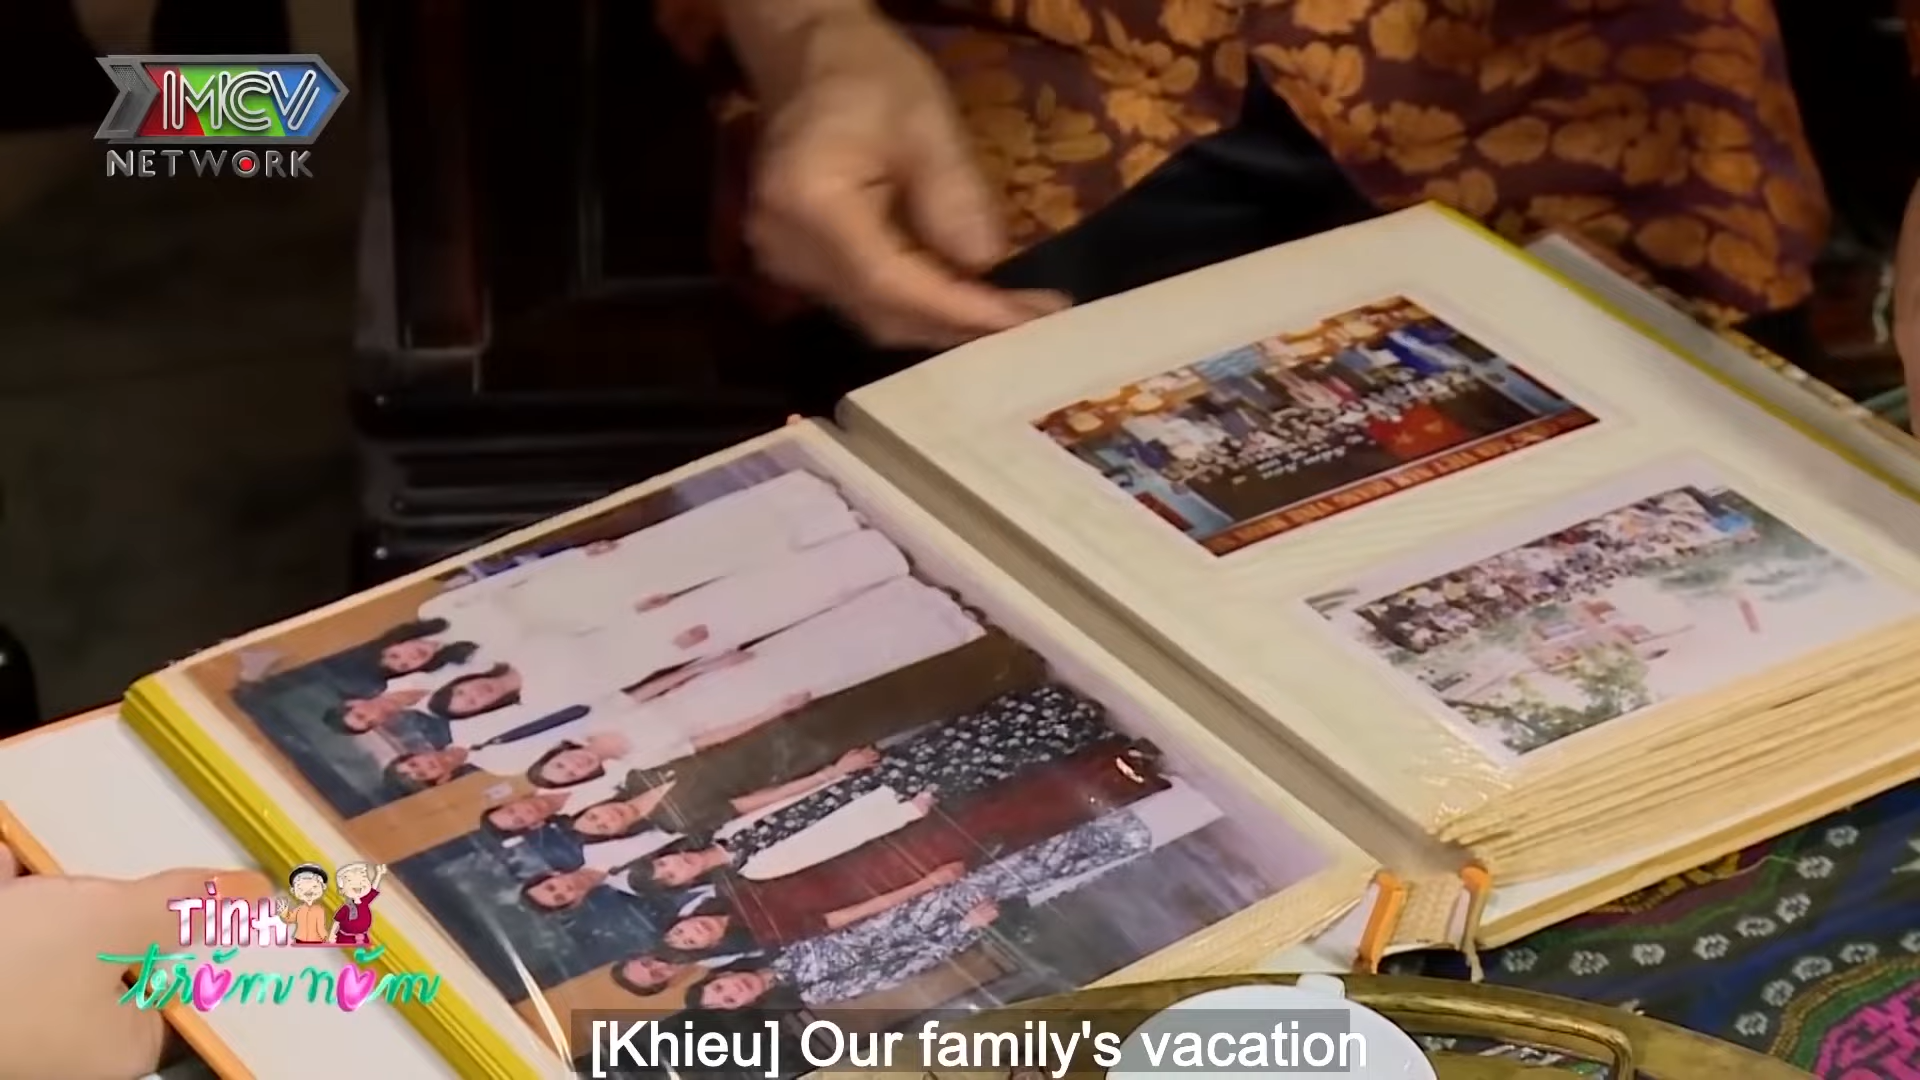 MCV
NETWORK
TÌNH
trăm năm
[Khieu] Our family's vacation